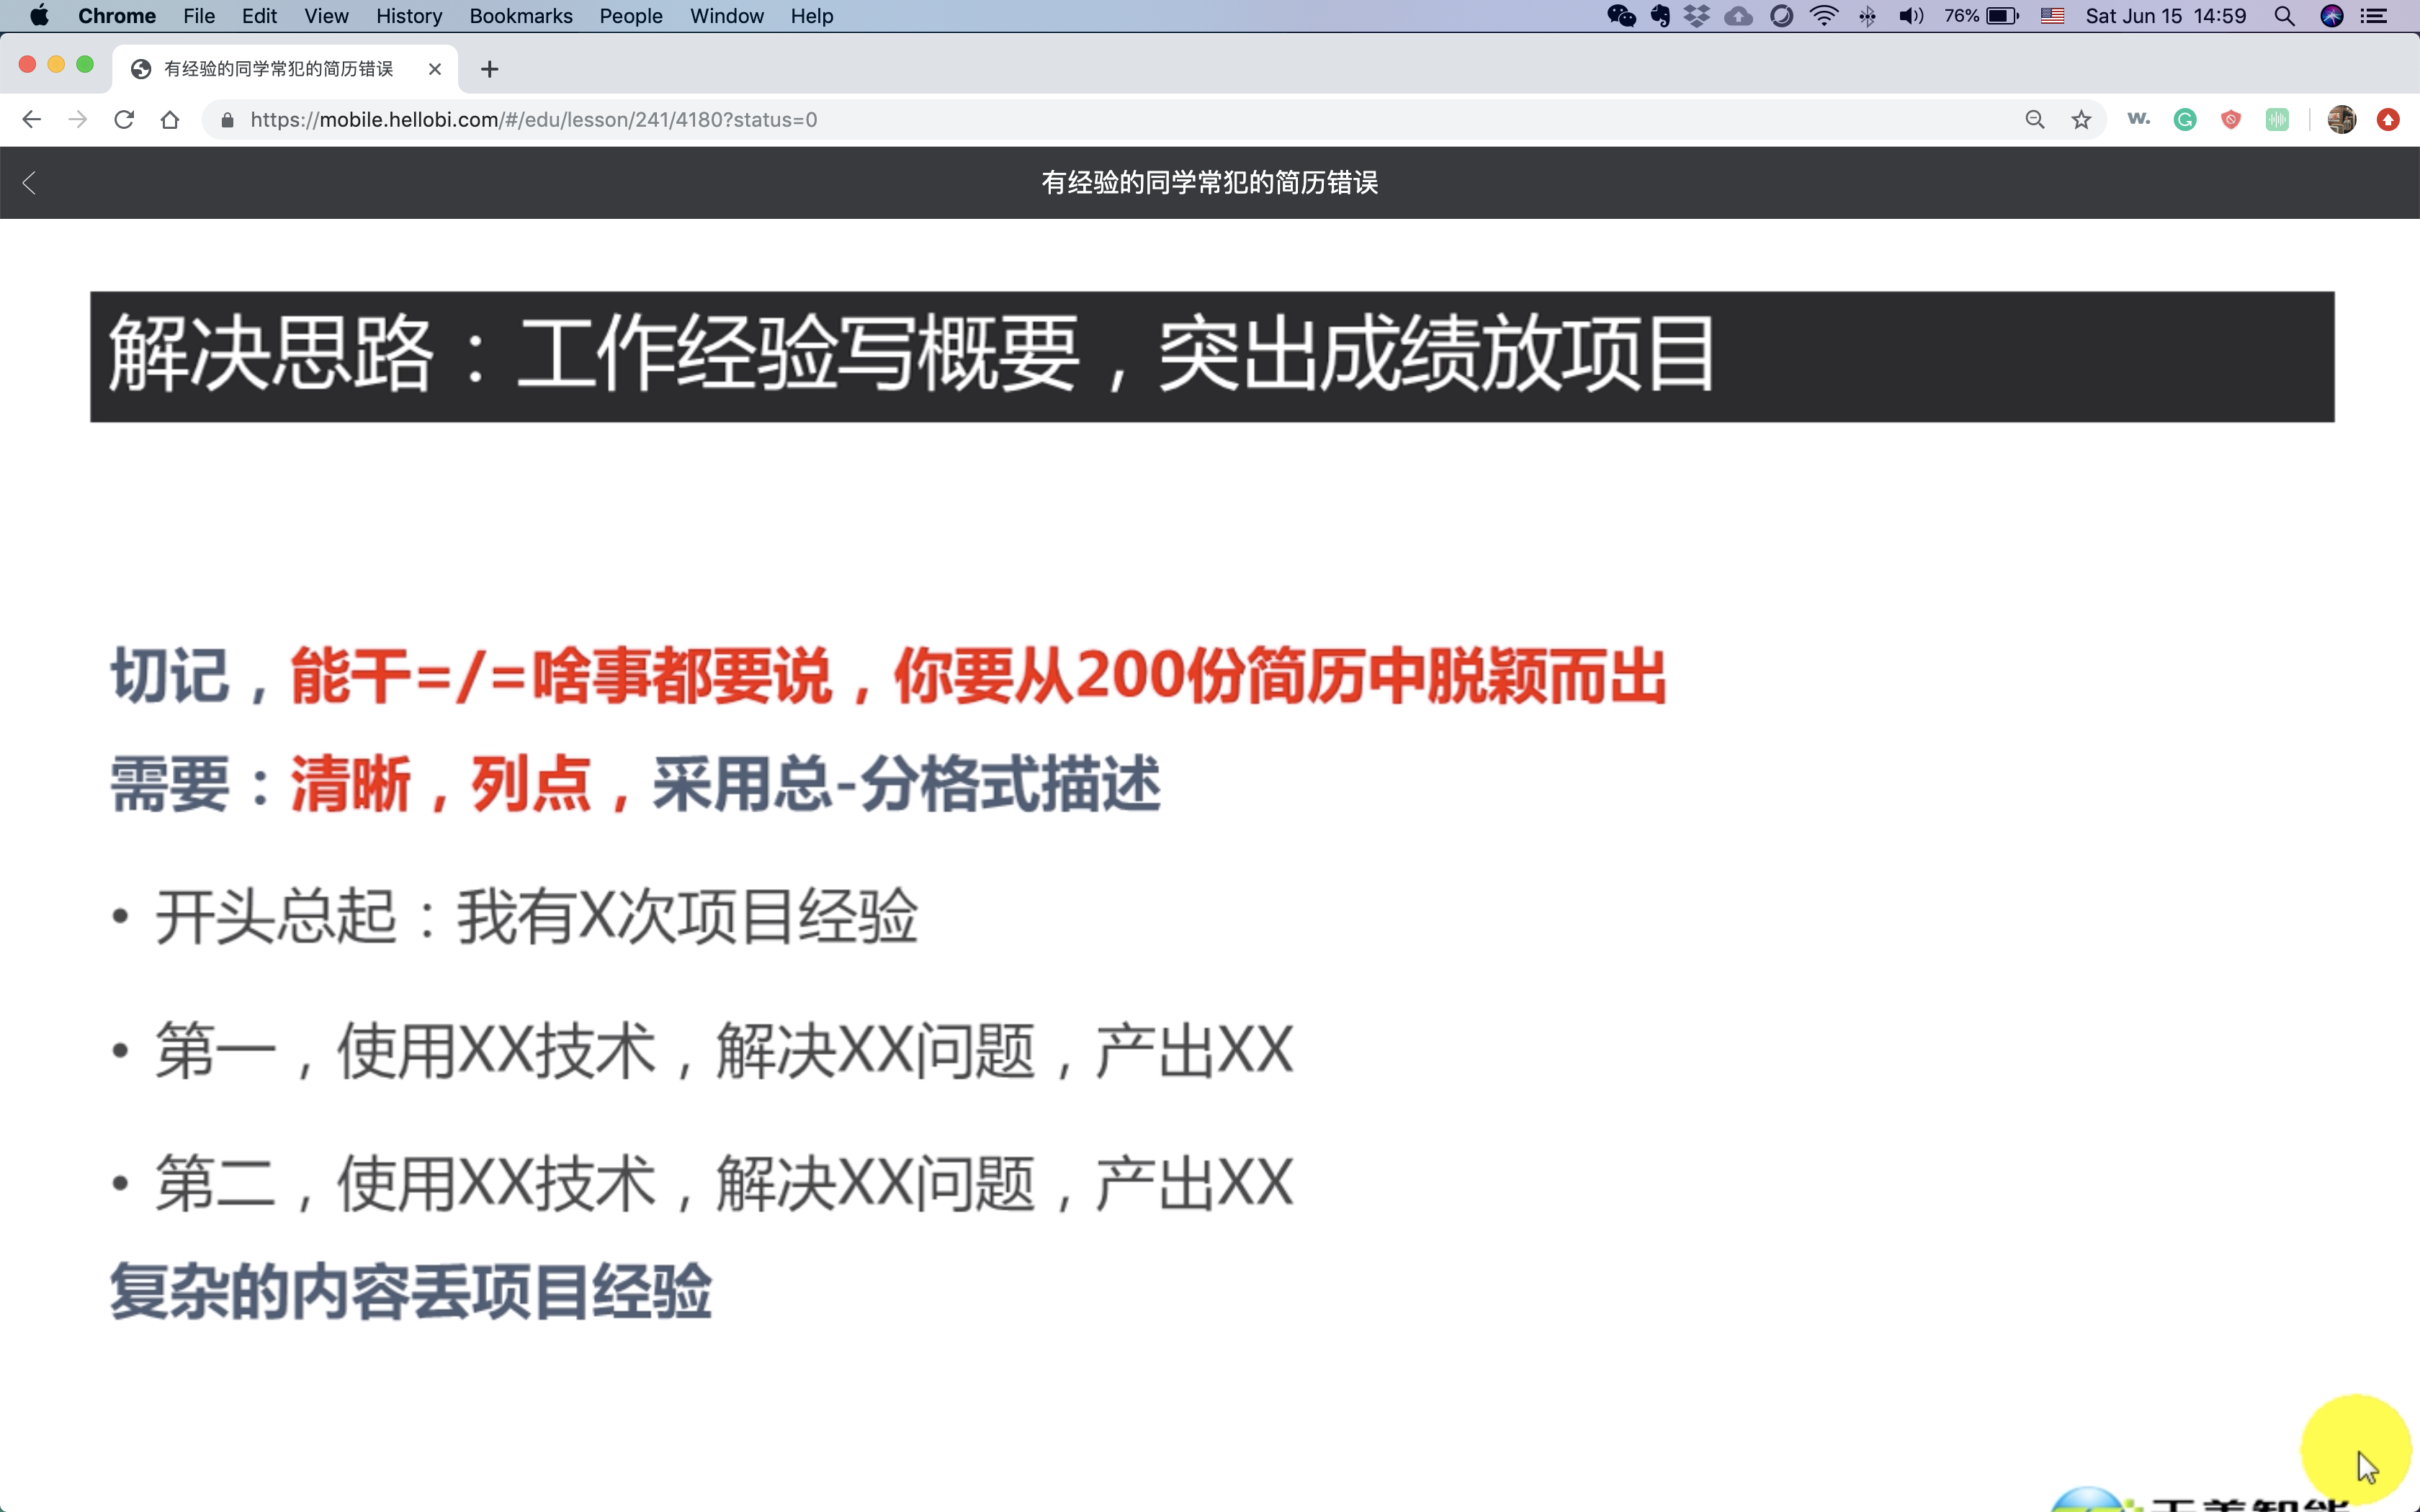 Chrome File Edit View History Bookmarks People Window Help 76% Sat Jun 15 14:59
有经验的同学常犯的简历错误
https://mobile.hellobi.com/#/edu/lesson/241/4180?status=0 w. G
有经验的同学常犯的简历错误
解决思路：工作经验写概要，突出成绩放项目
切记，能干=/=啥事都要说，你要从200份简历中脱颖而出
需要：清晰，列点，采用总-分格式描述
• 开头总起：我有X次项目经验
• 第一，使用XX技术，解决XX问题，产出XX
• 第二，使用XX技术，解决XX问题，产出XX
复杂的内容丢项目经验